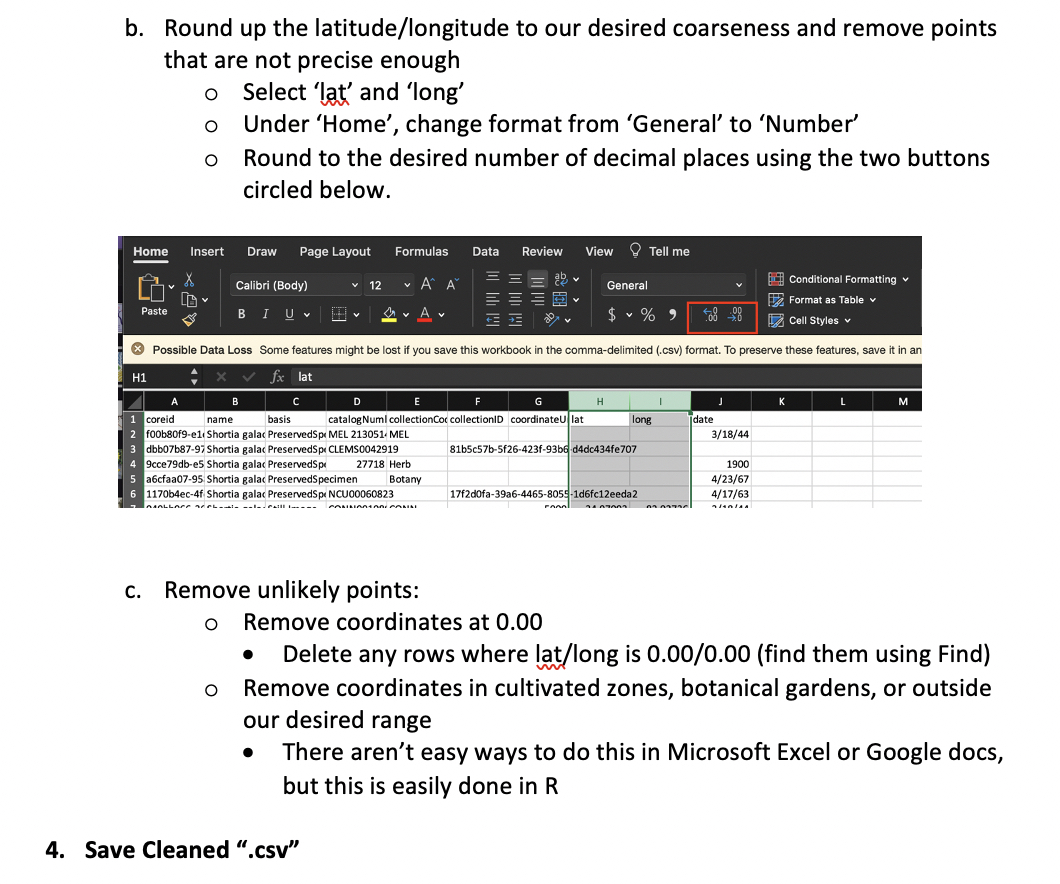 b. Round up the latitude/longitude to our desired coarseness and remove points
that are not precise enough
o Select ‘lat’ and ‘long’
o Under ‘Home’, change format from ‘General’ to ‘Number’
o Round to the desired number of decimal places using the two buttons
circled below.
Home Insert Draw Page Layout Formulas Data Review View Tell me
Calibri (Body) 12 A A ab General Conditional Formatting
Format as Table
Paste B I U A $ % 9 .00 .00 Cell Styles
Possible Data Loss Some features might be lost if you save this workbook in the comma-delimited (.csv) format. To preserve these features, save it in an
H1 fx lat
A B C D E F G H I J K L M
1 coreid name basis catalogNuml collectionCoc collectionID coordinateU lat long date
2 f00b80f9-e1 Shortia galac PreservedSpe MEL 213051 MEL 3/18/44
3 dbb07b87-97 Shortia galac PreservedSpe CLEMS0042919 81b5c57b-5f26-423f-93b6-d4dc434fe707
4 9cce79db-e5 Shortia galac PreservedSpe 27718 Herb 1900
5 a6cfaa07-95 Shortia galac PreservedSpecimen Botany 4/23/67
6 1170b4ec-4f Shortia galac PreservedSpe NCU00060823 17f2d0fa-39a6-4465-8055-1d6fc12eeda2 4/17/63
c. Remove unlikely points:
o Remove coordinates at 0.00
• Delete any rows where lat/long is 0.00/0.00 (find them using Find)
o Remove coordinates in cultivated zones, botanical gardens, or outside
our desired range
• There aren’t easy ways to do this in Microsoft Excel or Google docs,
but this is easily done in R
4. Save Cleaned “.csv”